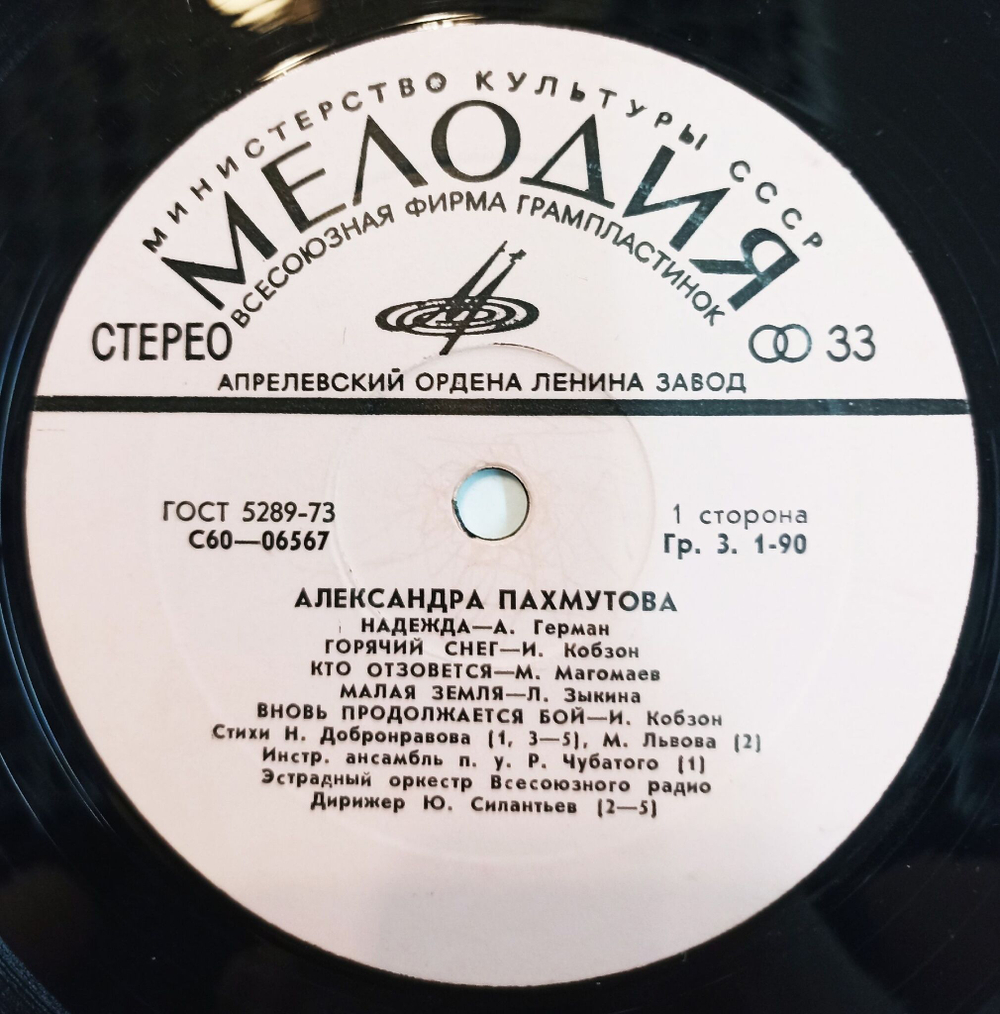 МИНИСТЕРСТВО КУЛЬТУРЫ СССР
МЕЛОДИЯ
ВСЕСОЮЗНАЯ ФИРМА ГРАМПЛАСТИНОК
СТЕРЕО
33
АПРЕЛЕВСКИЙ ОРДЕНА ЛЕНИНА ЗАВОД
ГОСТ 5289-73
С60—06567
1 сторона
Гр. 3. 1-90
АЛЕКСАНДРА ПАХМУТОВА
НАДЕЖДА—А. Герман
ГОРЯЧИЙ СНЕГ—И. Кобзон
КТО ОТЗОВЕТСЯ—М. Магомаев
МАЛАЯ ЗЕМЛЯ—Л. Зыкина
ВНОВЬ ПРОДОЛЖАЕТСЯ БОЙ—И. Кобзон
Стихи Н. Добронравова (1, 3—5), М. Львова (2)
Инстр. ансамбль п. у. Р. Чубатого (1)
Эстрадный оркестр Всесоюзного радио
Дирижер Ю. Силантьев (2—5)